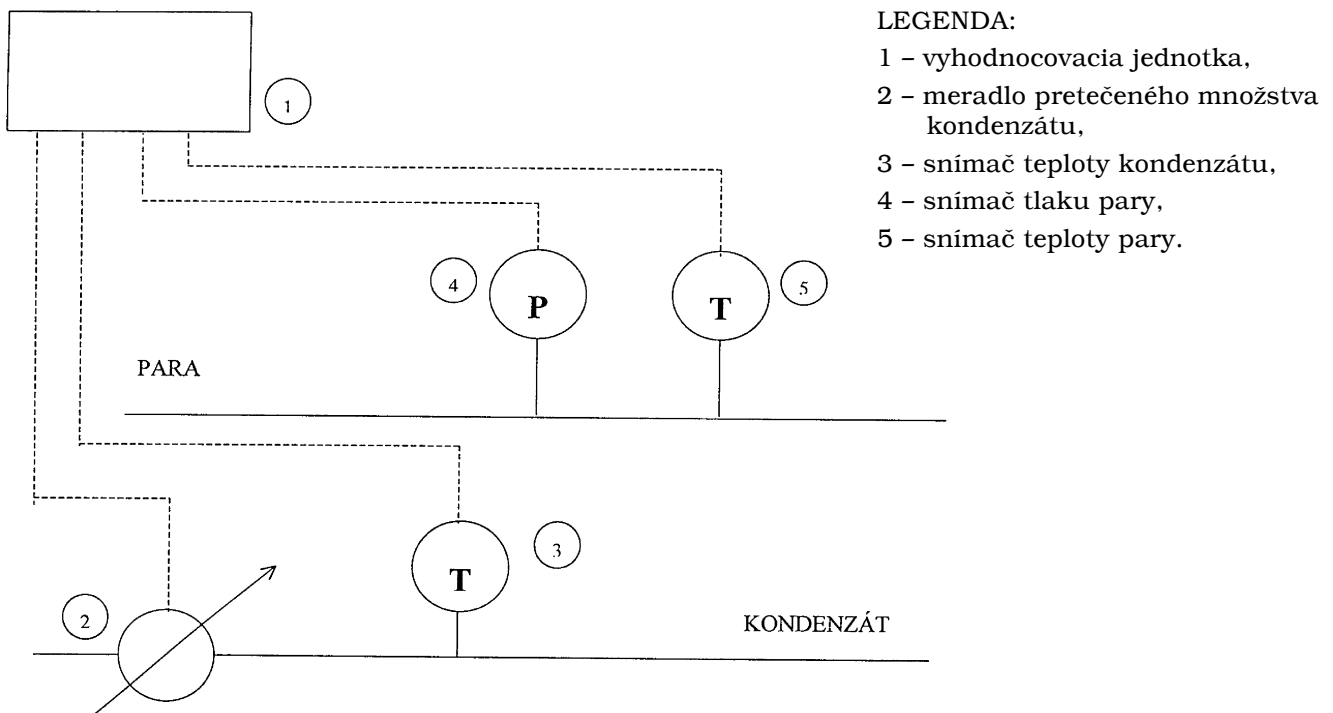 LEGENDA:
1 – vyhodnocovacia jednotka,
2 – meradlo pretečeného množstva
kondenzátu,
3 – snímač teploty kondenzátu,
4 – snímač tlaku pary,
5 – snímač teploty pary.
1
4
P
T
5
PARA
T
3
2
KONDENZÁT